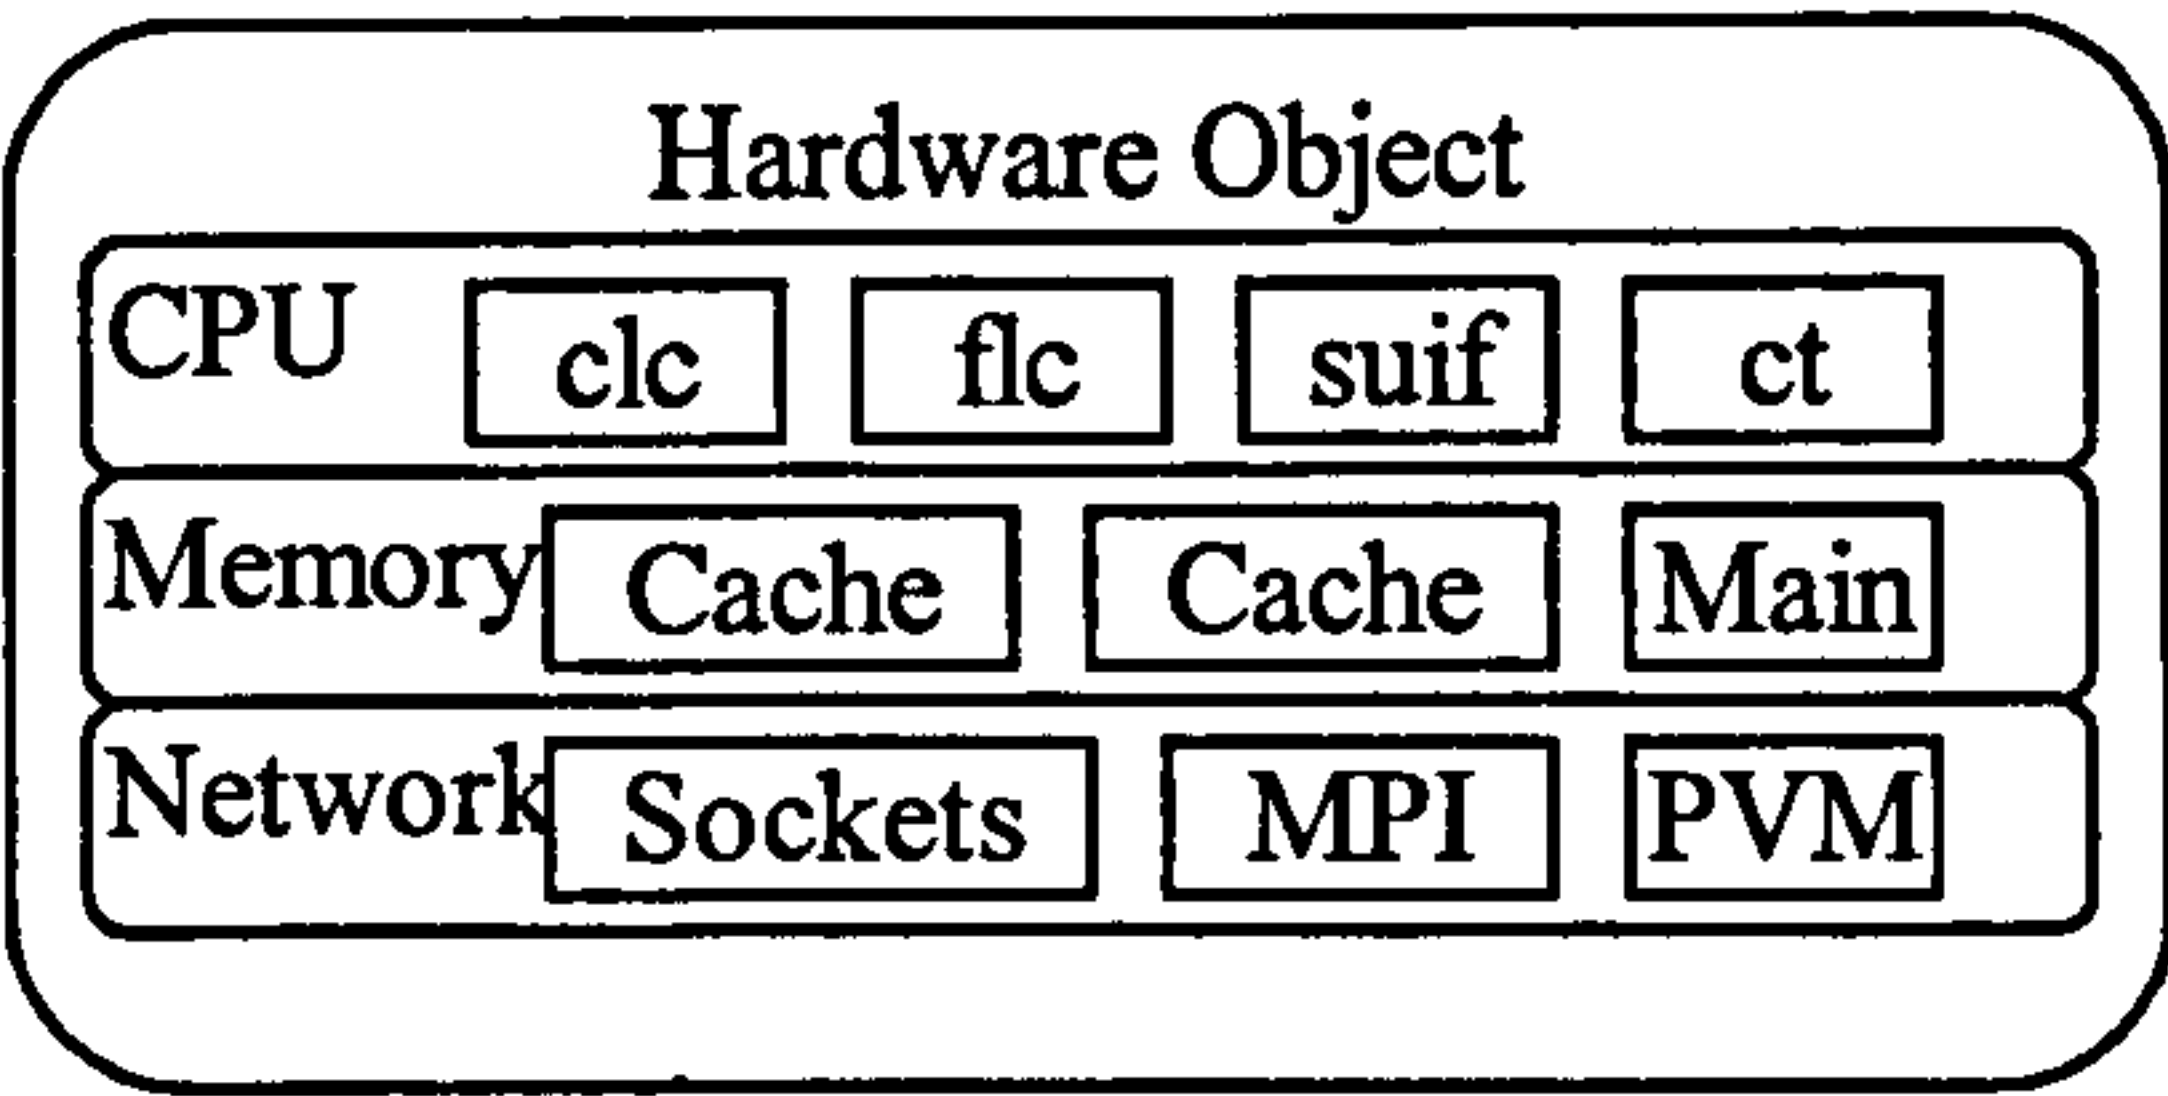 Hardware Object
CPU clc flc suif ct
Memory Cache Cache Main
Network Sockets MPI PVM